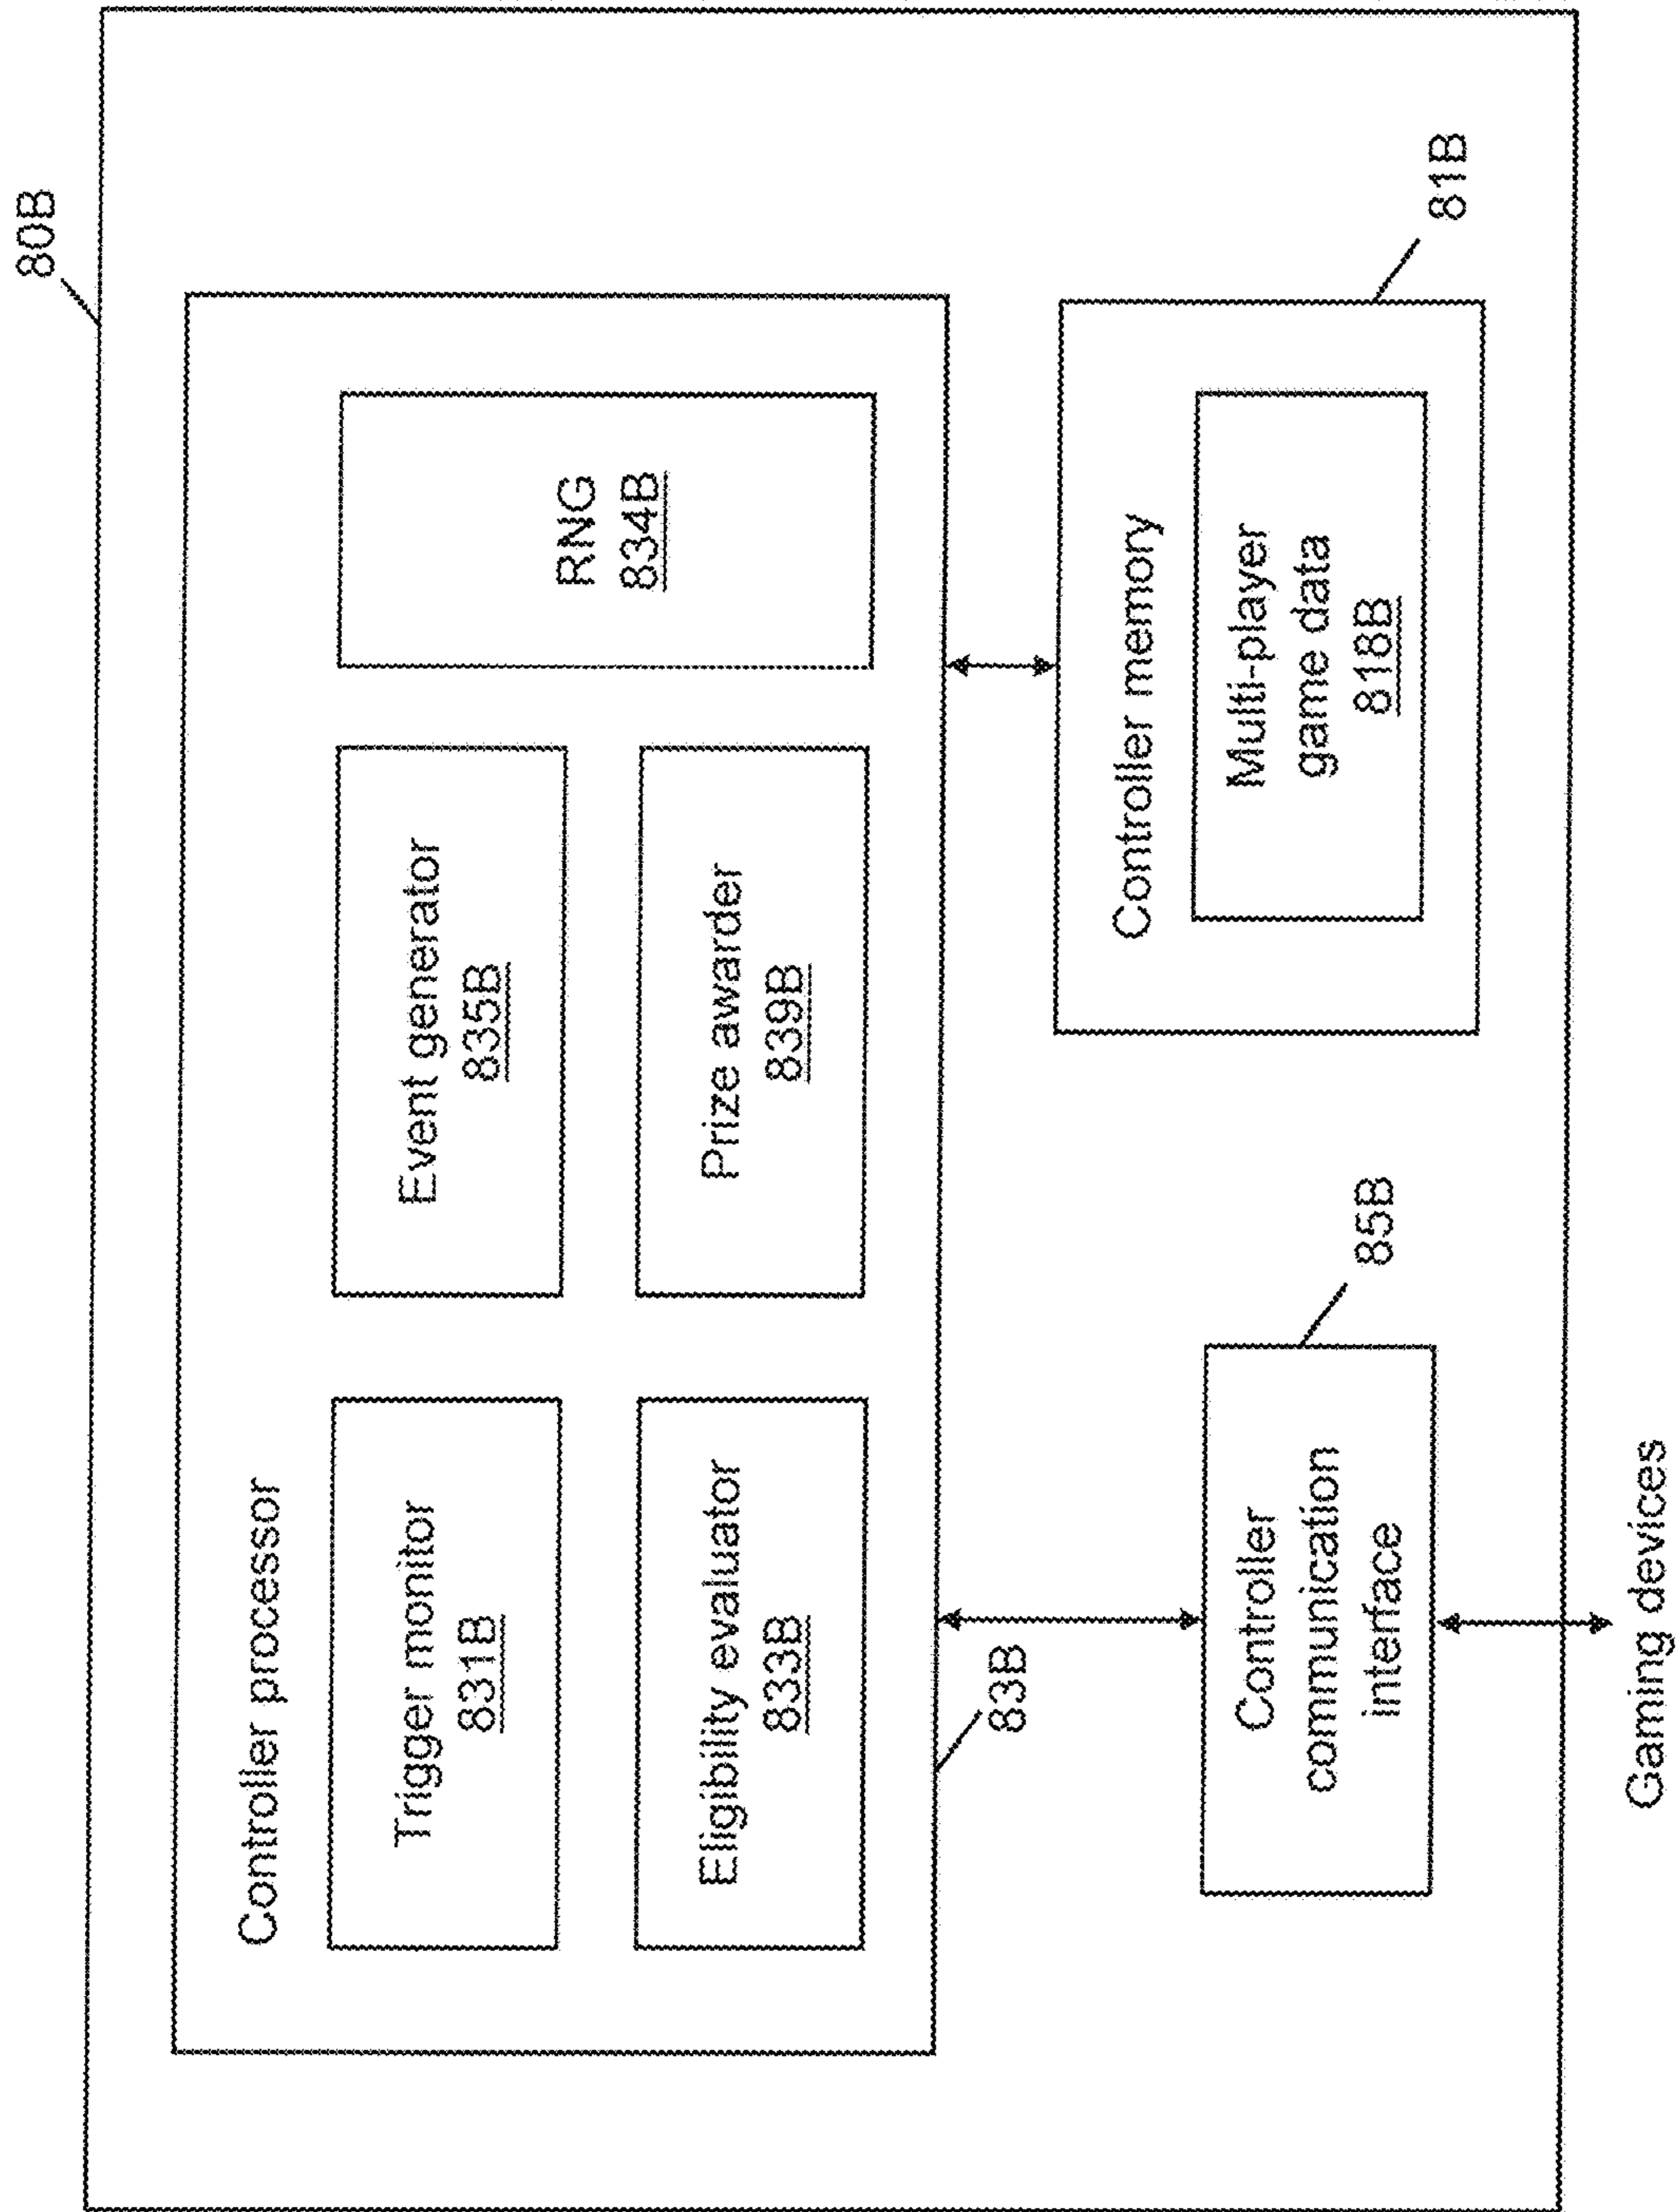 80B
Controller processor
Trigger monitor
831B
Event generator
835B
RNG
834B
Eligibility evaluator
833B
Prize awarder
839B
83B
Controller memory
Multi-player
game data
818B
81B
Controller
communication
interface
85B
Gaming devices